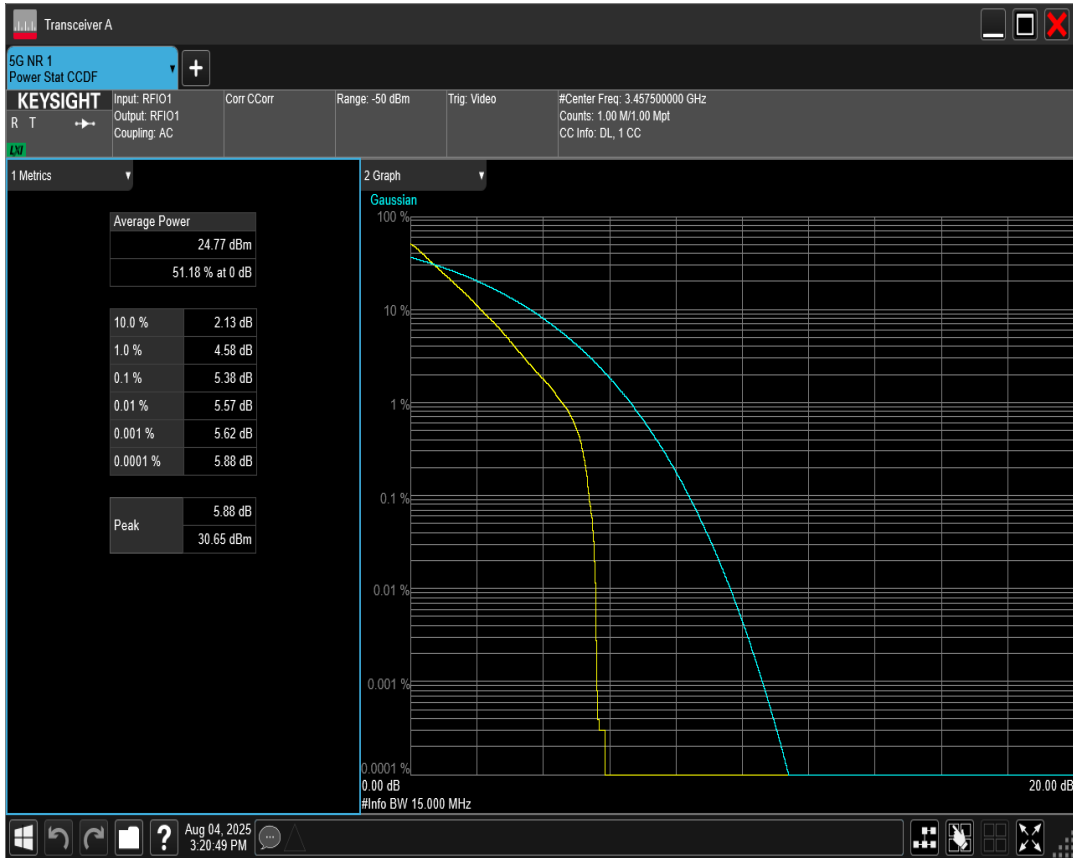 Transceiver A
5G NR 1
Power Stat CCDF
KEYSIGHT
R T
LXI
Input: RFIO1
Output: RFIO1
Coupling: AC
Corr CCorr
Range: -50 dBm
Trig: Video
#Center Freq: 3.457500000 GHz
Counts: 1.00 M/1.00 Mpt
CC Info: DL, 1 CC
1 Metrics
Average Power
24.77 dBm
51.18 % at 0 dB
10.0 % 2.13 dB
1.0 % 4.58 dB
0.1 % 5.38 dB
0.01 % 5.57 dB
0.001 % 5.62 dB
0.0001 % 5.88 dB
Peak
5.88 dB
30.65 dBm
2 Graph
Gaussian
100 %
10 %
1 %
0.1 %
0.01 %
0.001 %
0.0001 %
0.00 dB 20.00 dB
#Info BW 15.000 MHz
Aug 04, 2025
3:20:49 PM